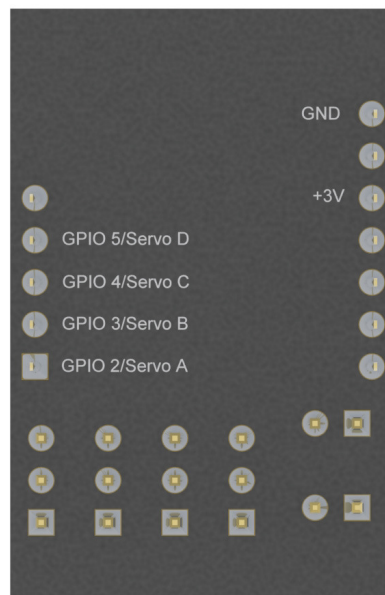 GND
+3V
GPIO 5/Servo D
GPIO 4/Servo C
GPIO 3/Servo B
GPIO 2/Servo A